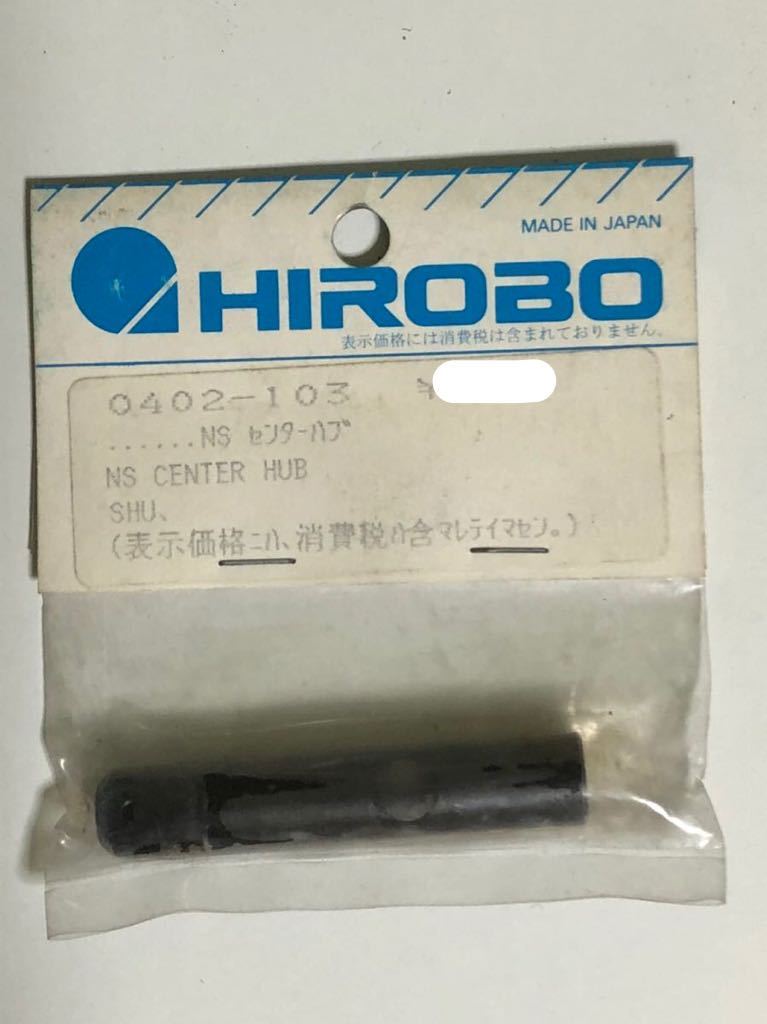 MADE IN JAPAN
HIROBO
表示価格には消費税は含まれておりません。
0402-103 ¥
......NS ｾﾝﾀｰﾊﾌﾞ
NS CENTER HUB
SHU、
(表示価格ﾆﾊ、消費税ﾊ含ﾏﾚﾃｲﾏｾﾝ。)